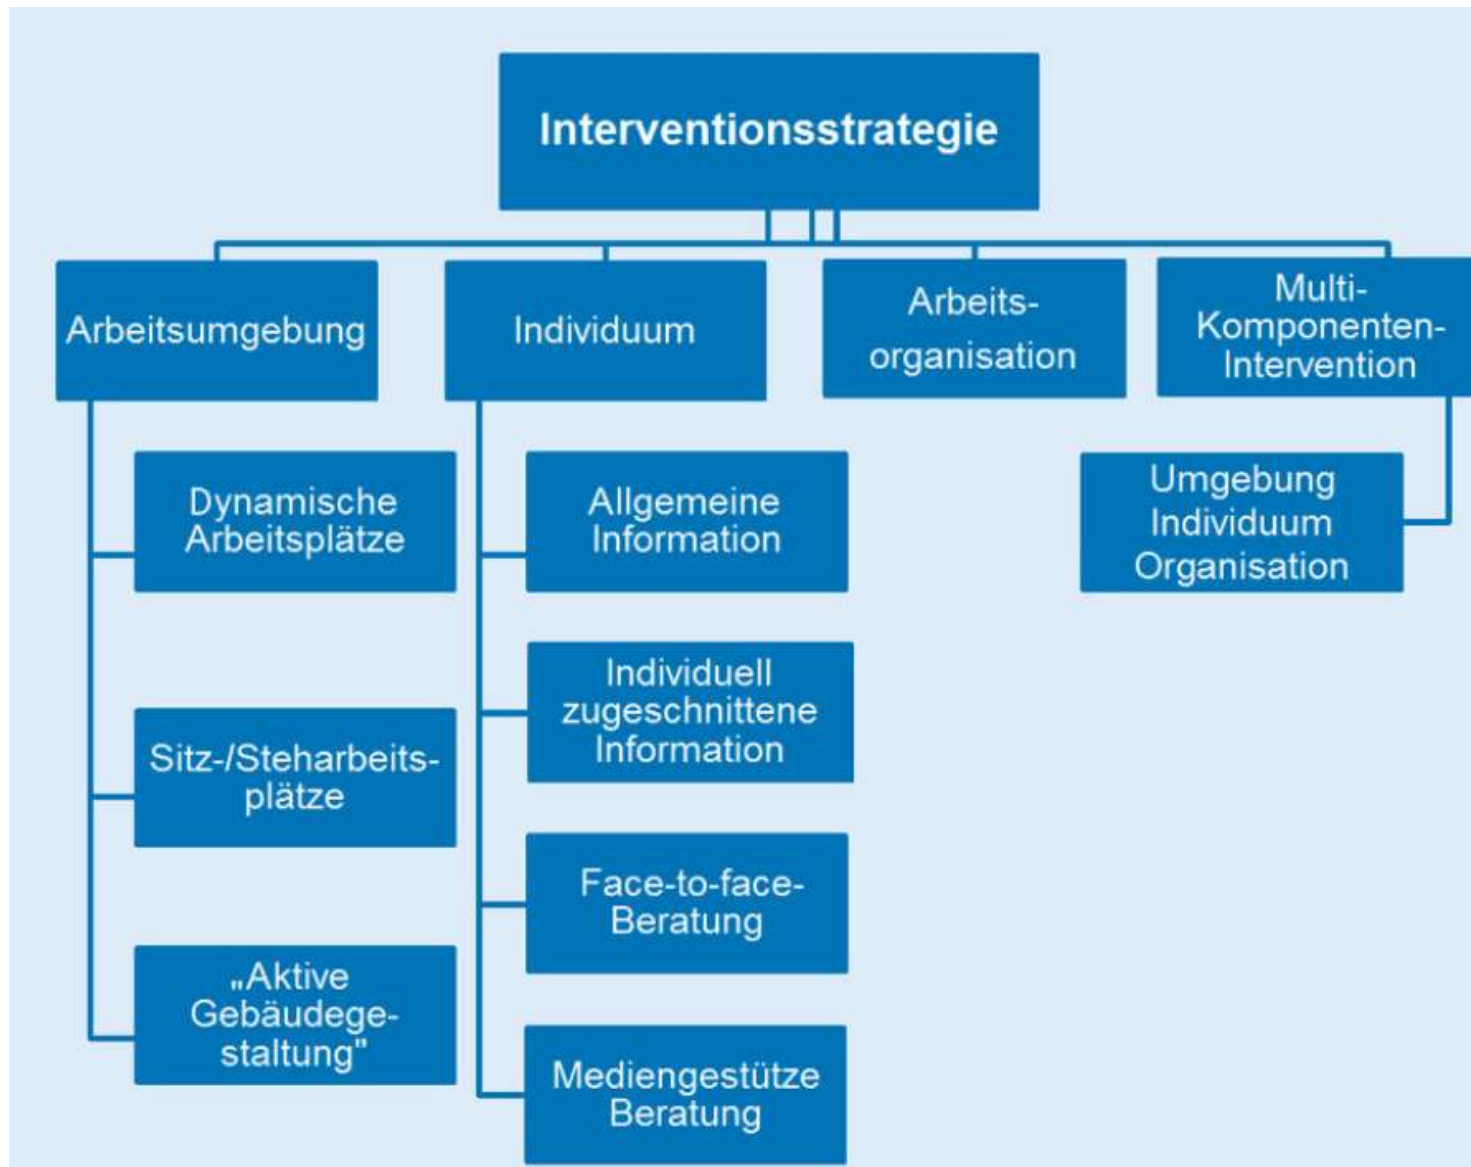 Interventionsstrategie
Arbeitsumgebung
Individuum
Arbeits-
organisation
Multi-
Komponenten-
Intervention
Dynamische
Arbeitsplätze
Sitz-/Steharbeits-
plätze
„Aktive
Gebäudege-
staltung"
Allgemeine
Information
Individuell
zugeschnittene
Information
Face-to-face-
Beratung
Mediengestütze
Beratung
Umgebung
Individuum
Organisation